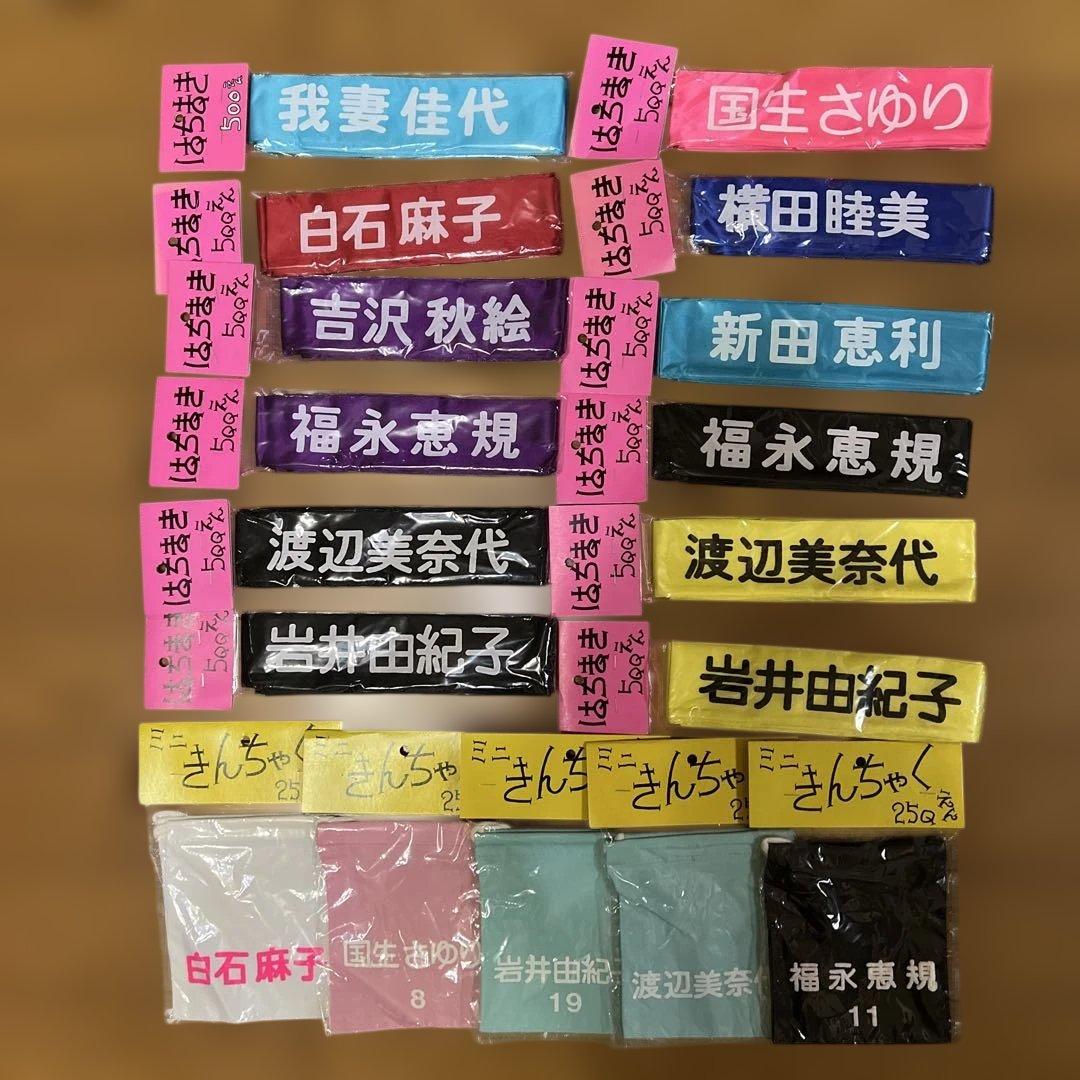 はちまき
500えん
我妻佳代
はちまき
500えん
国生さゆり
はちまき
500えん
白石麻子
はちまき
500えん
横田睦美
はちまき
500えん
吉沢秋絵
はちまき
500えん
新田恵利
はちまき
500えん
福永恵規
はちまき
500えん
福永恵規
はちまき
500えん
渡辺美奈代
はちまき
500えん
渡辺美奈代
はちまき
500えん
岩井由紀子
はちまき
500えん
岩井由紀子
ミニ
きんちゃく
25
ミニ
きんちゃ
25
ミニ
きんち
ミニ
きんちゃ
25
ミニ
きんちゃく
250えん
白石麻子
国生さゆり
8
岩井由紀
19
渡辺美奈
福永恵規
11